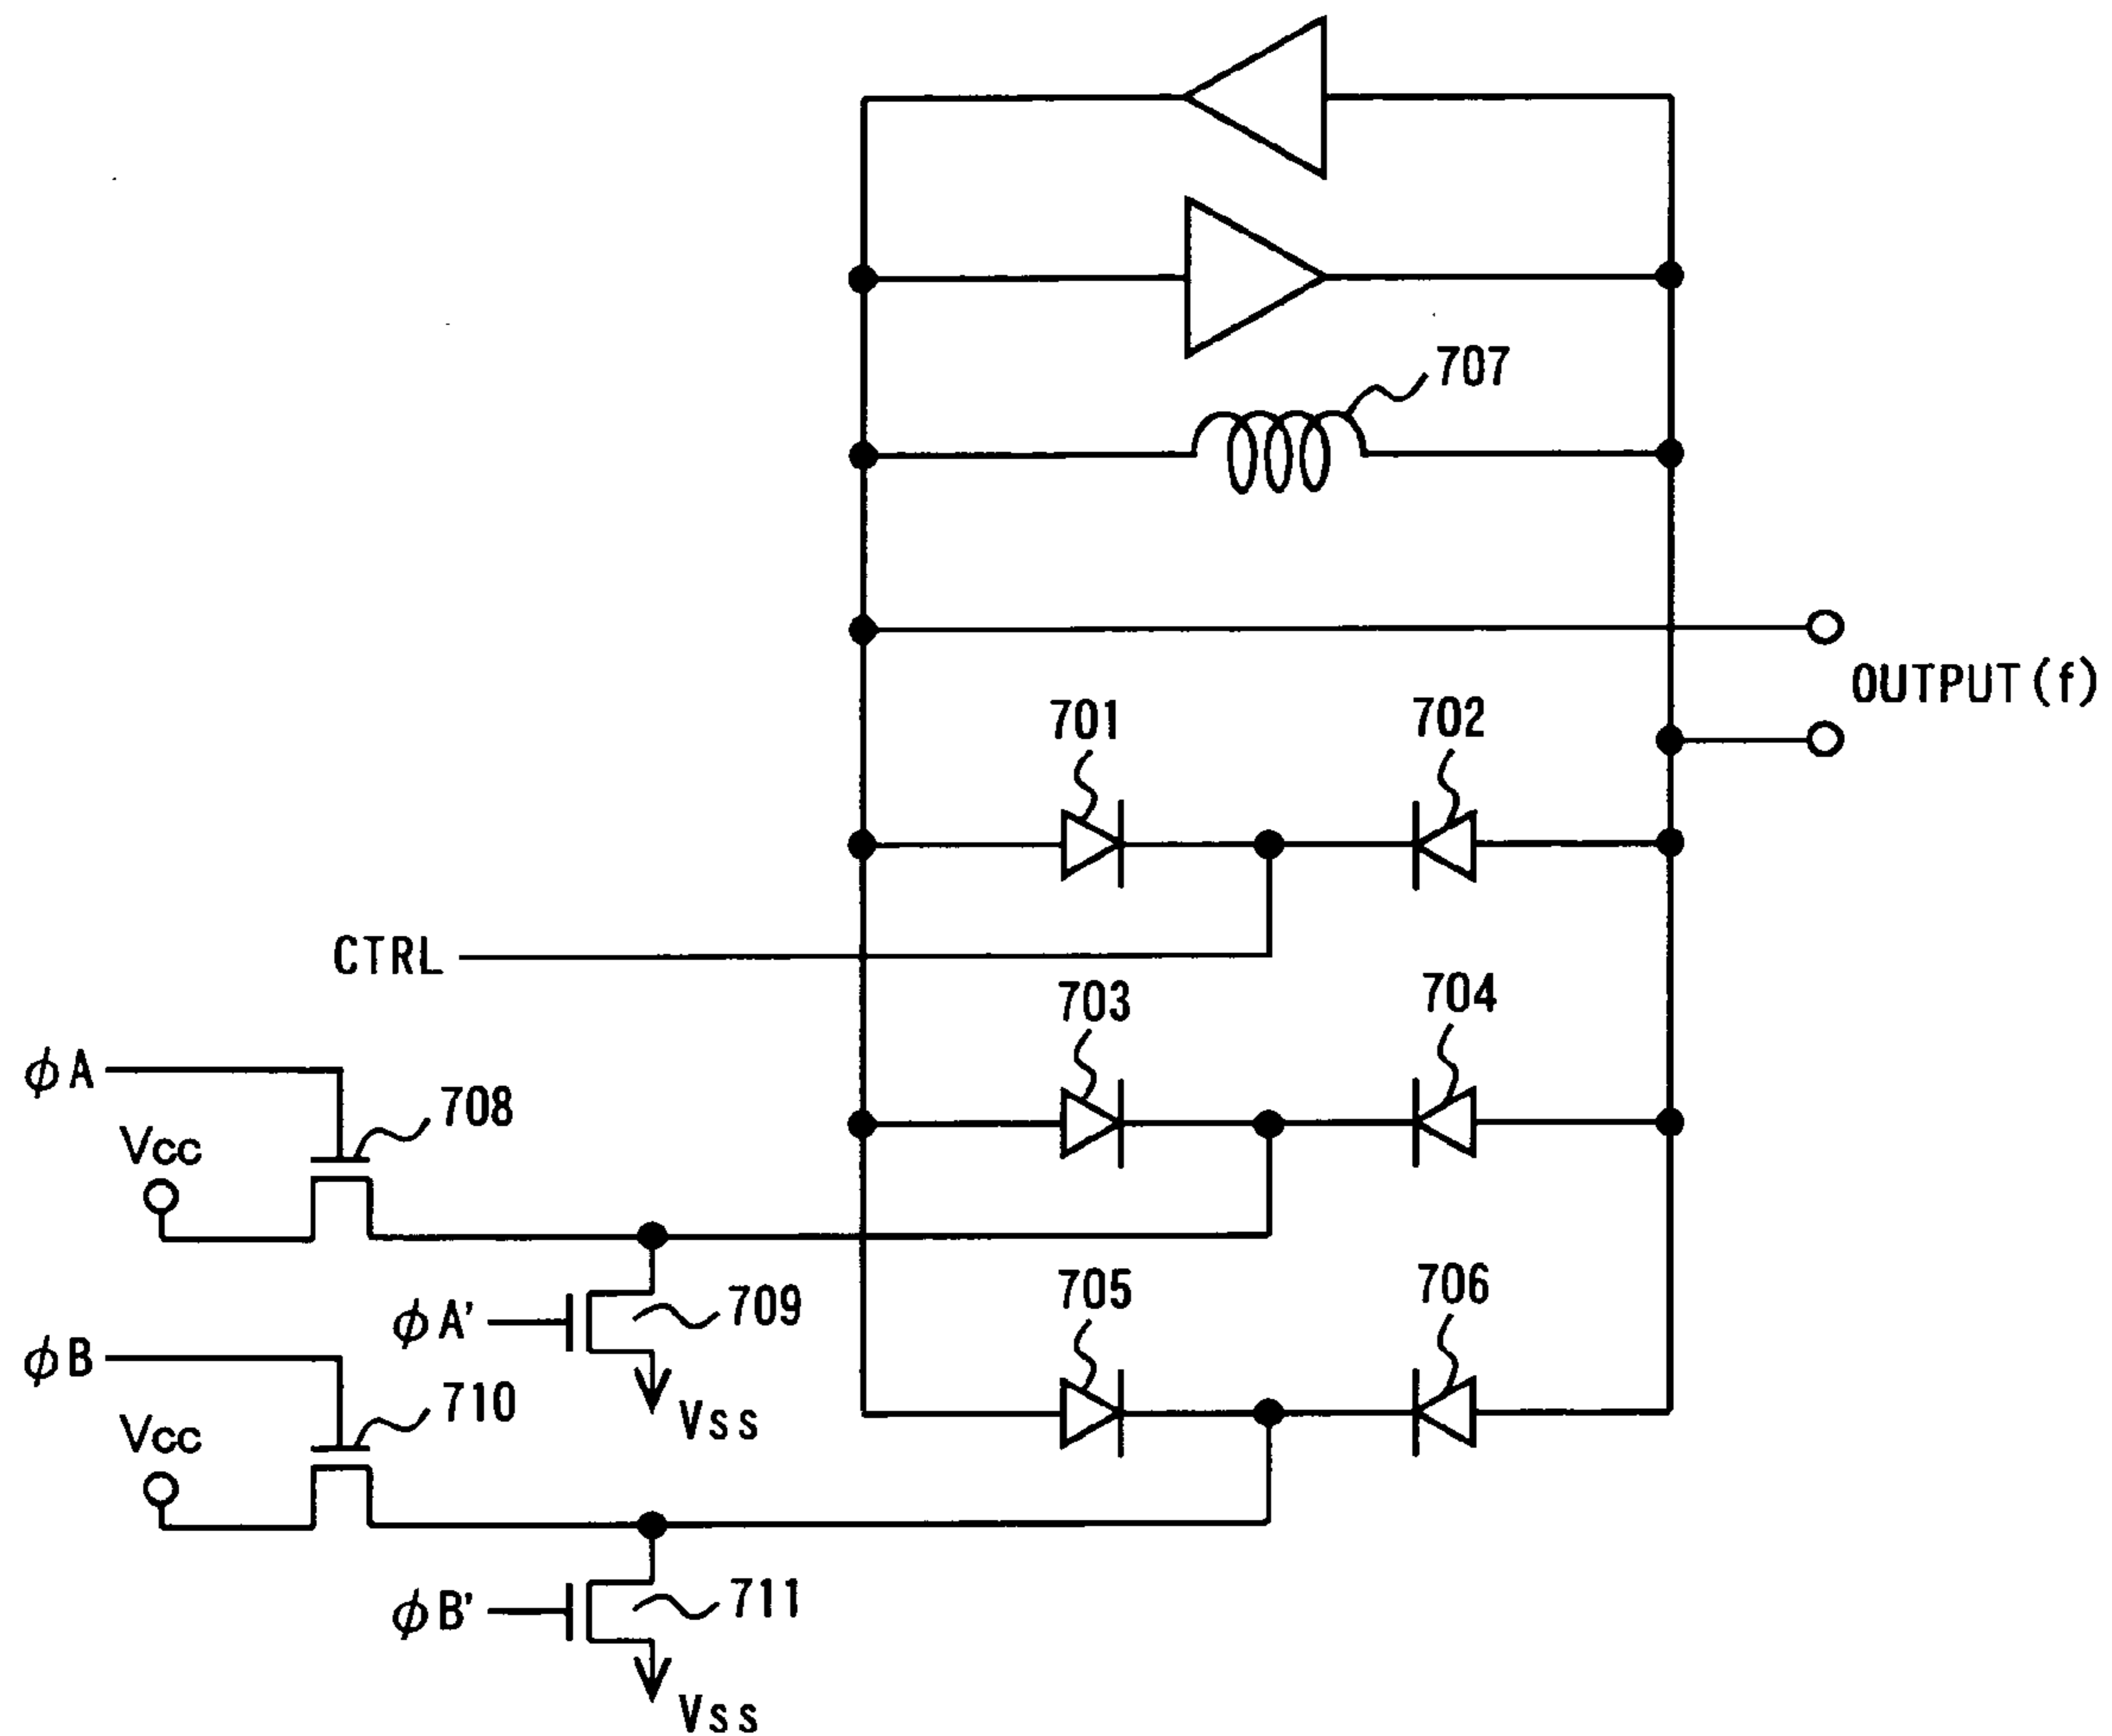 707
OUTPUT(f)
701
702
CTRL
703
704
ϕA
708
Vcc
705
706
ϕA'
709
ϕB
710
Vss
Vcc
ϕB'
711
Vss